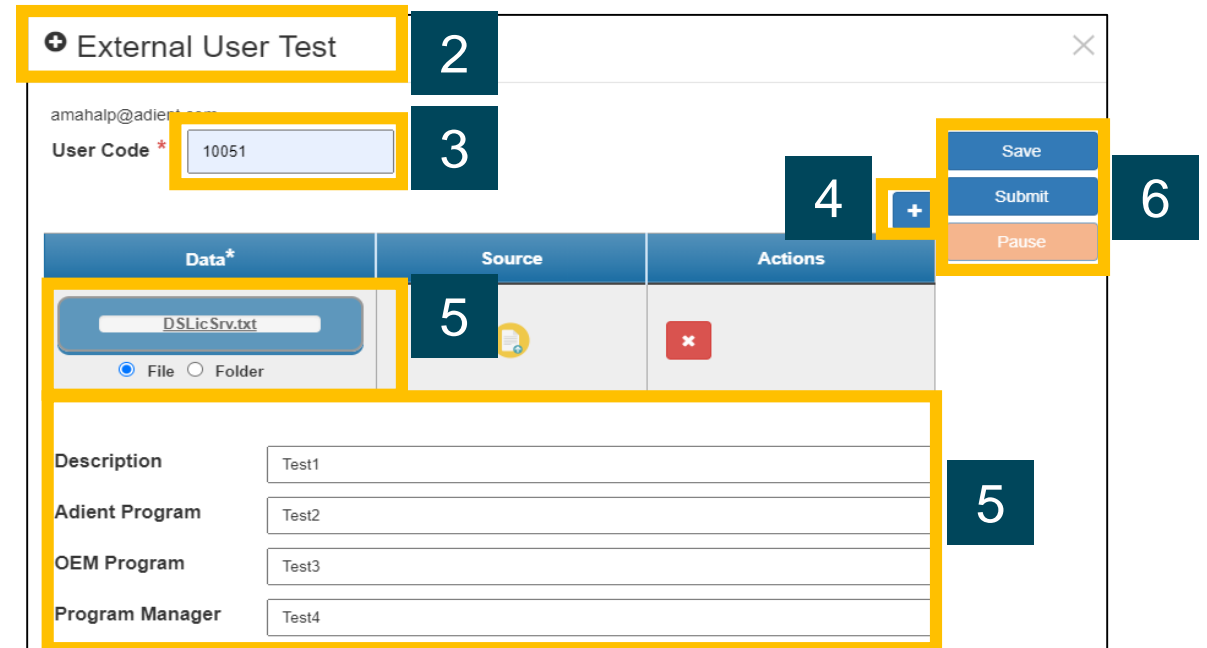 External User Test
2
amahalp@adient.com
User Code * 10051
3
4
+
Save
Submit
Pause
6
Data* Source Actions
DSLicSrv.txt
File Folder
5
Description Test1
Adient Program Test2
OEM Program Test3
Program Manager Test4
5